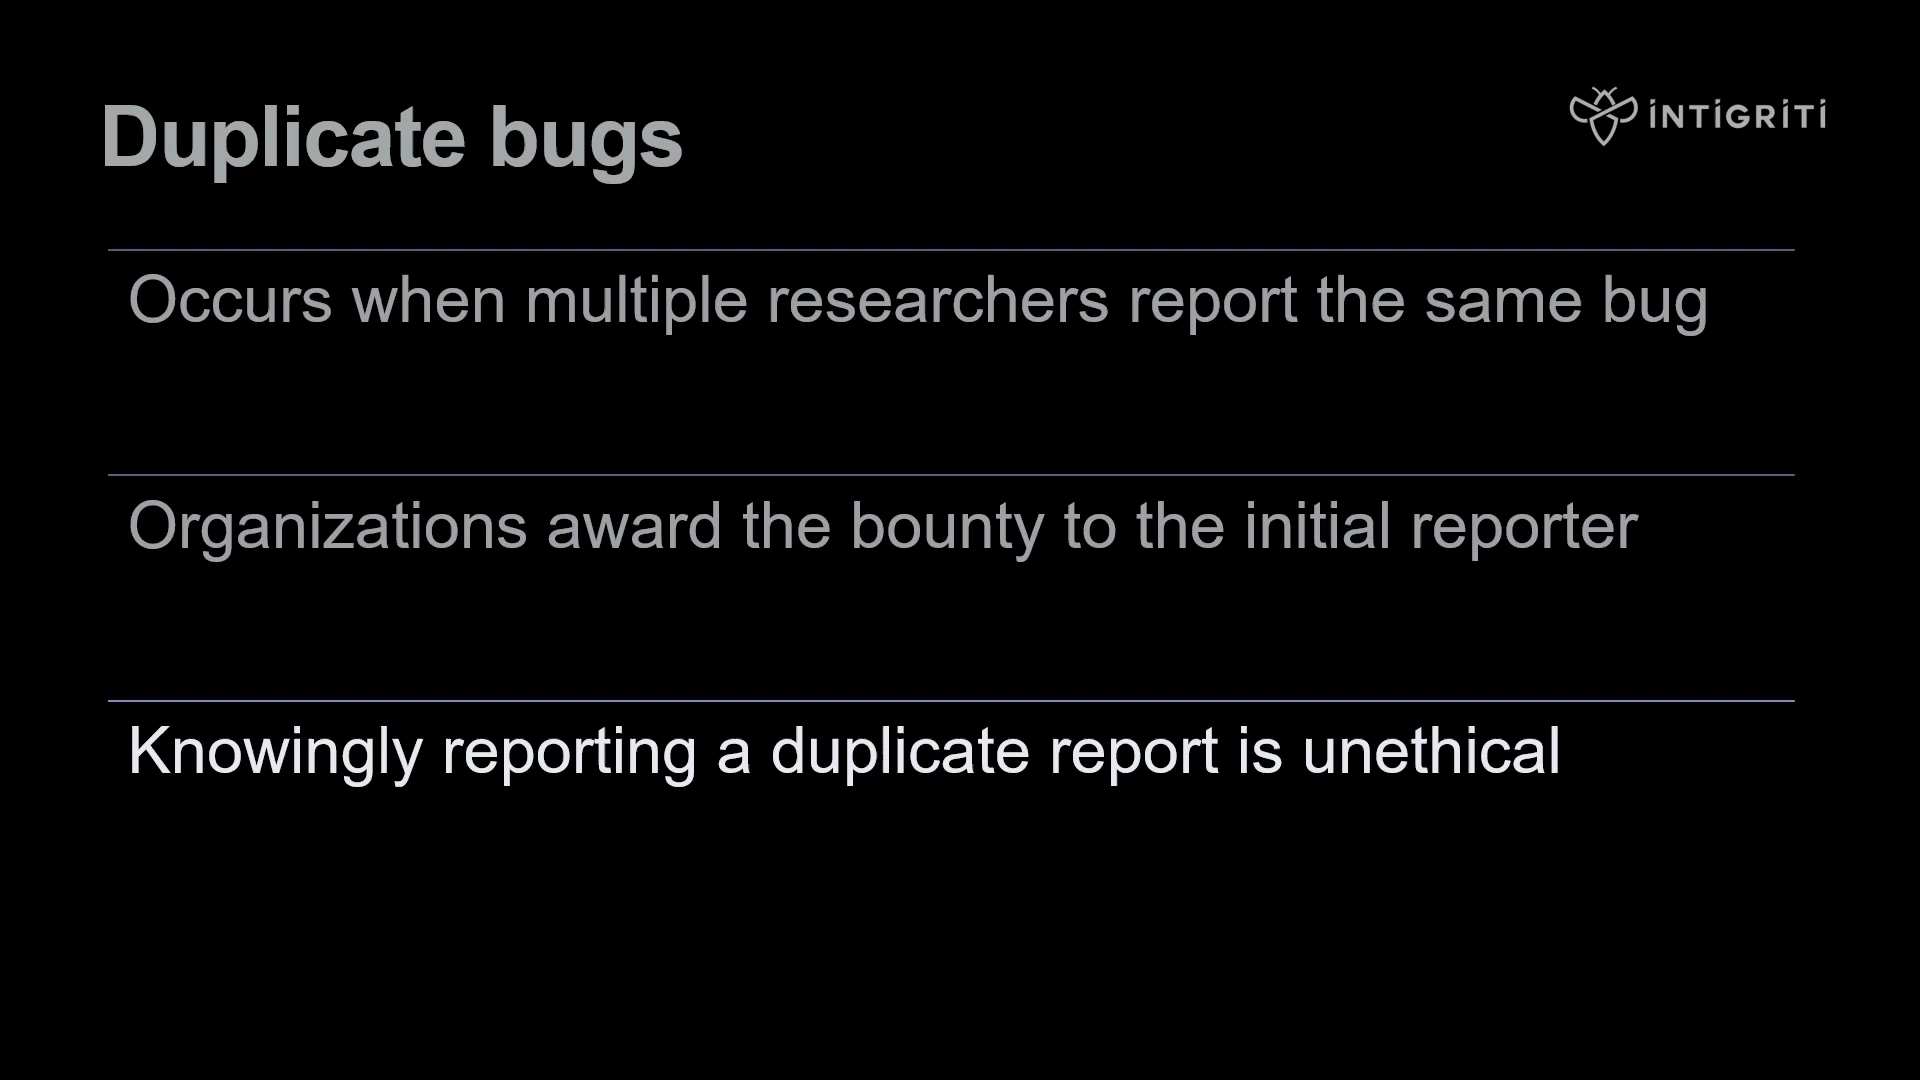 Duplicate bugs
INTIGRITI
Occurs when multiple researchers report the same bug
Organizations award the bounty to the initial reporter
Knowingly reporting a duplicate report is unethical